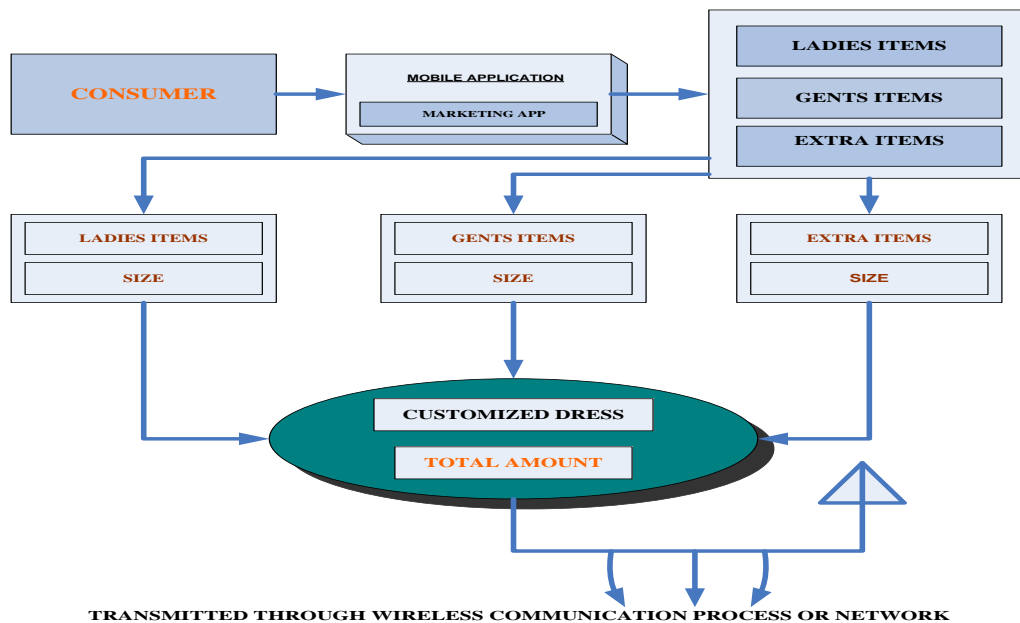 CONSUMER
MOBILE APPLICATION
MARKETING APP
LADIES ITEMS
GENTS ITEMS
EXTRA ITEMS
LADIES ITEMS
SIZE
GENTS ITEMS
SIZE
EXTRA ITEMS
SIZE
CUSTOMIZED DRESS
TOTAL AMOUNT
TRANSMITTED THROUGH WIRELESS COMMUNICATION PROCESS OR NETWORK